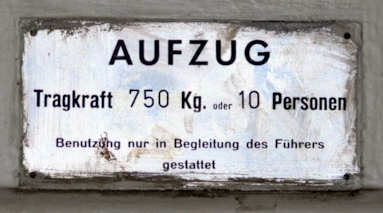 AUFZUG
Tragkraft 750 Kg. oder 10 Personen
Benutzung nur in Begleitung des Führers
gestattet